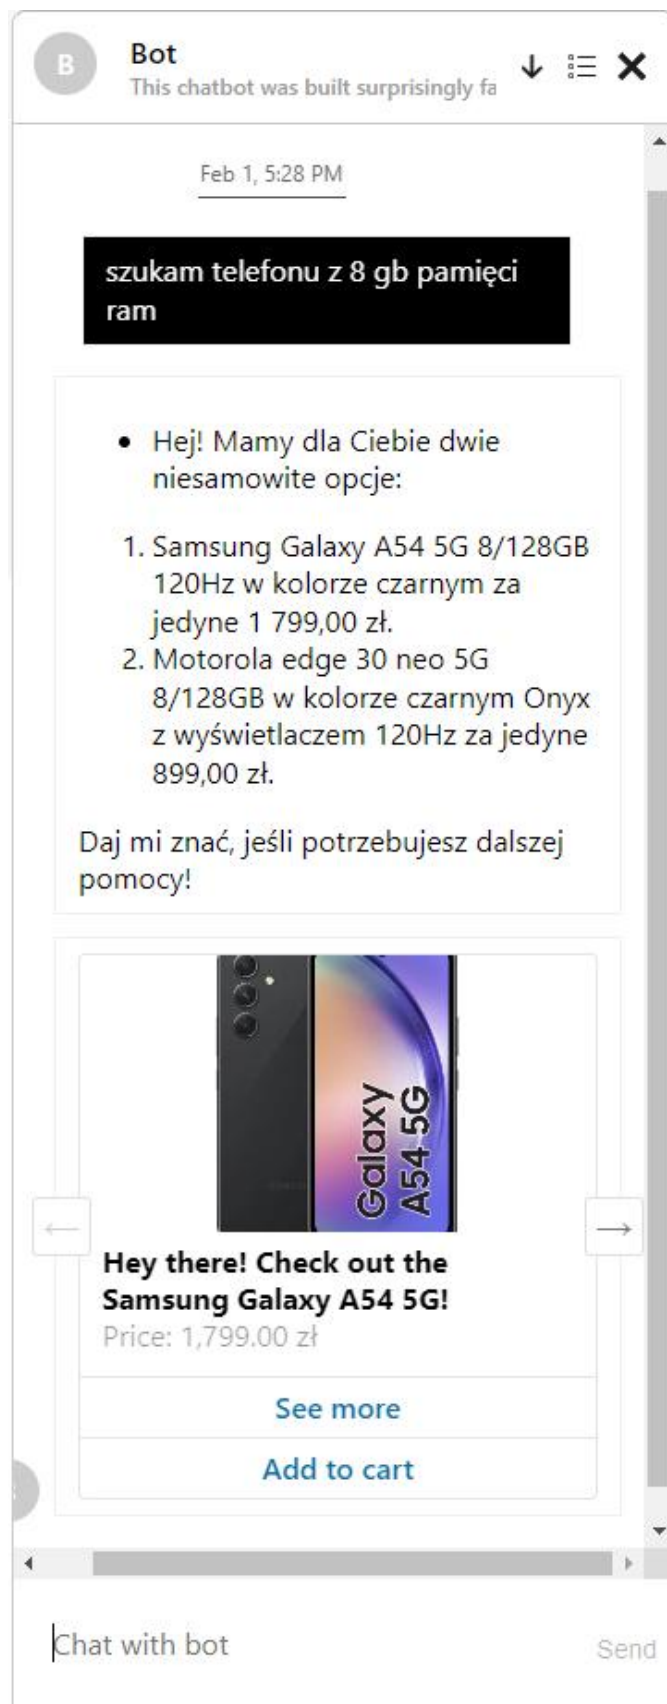 B
Bot
This chatbot was built surprisingly fa
Feb 1, 5:28 PM
szukam telefonu z 8 gb pamięci
ram
• Hej! Mamy dla Ciebie dwie
niesamowite opcje:
1. Samsung Galaxy A54 5G 8/128GB
120Hz w kolorze czarnym za
jedyne 1 799,00 zł.
2. Motorola edge 30 neo 5G
8/128GB w kolorze czarnym Onyx
z wyświetlaczem 120Hz za jedyne
899,00 zł.
Daj mi znać, jeśli potrzebujesz dalszej
pomocy!
Galaxy
A54 5G
Hey there! Check out the
Samsung Galaxy A54 5G!
Price: 1,799.00 zł
See more
Add to cart
Chat with bot
Send